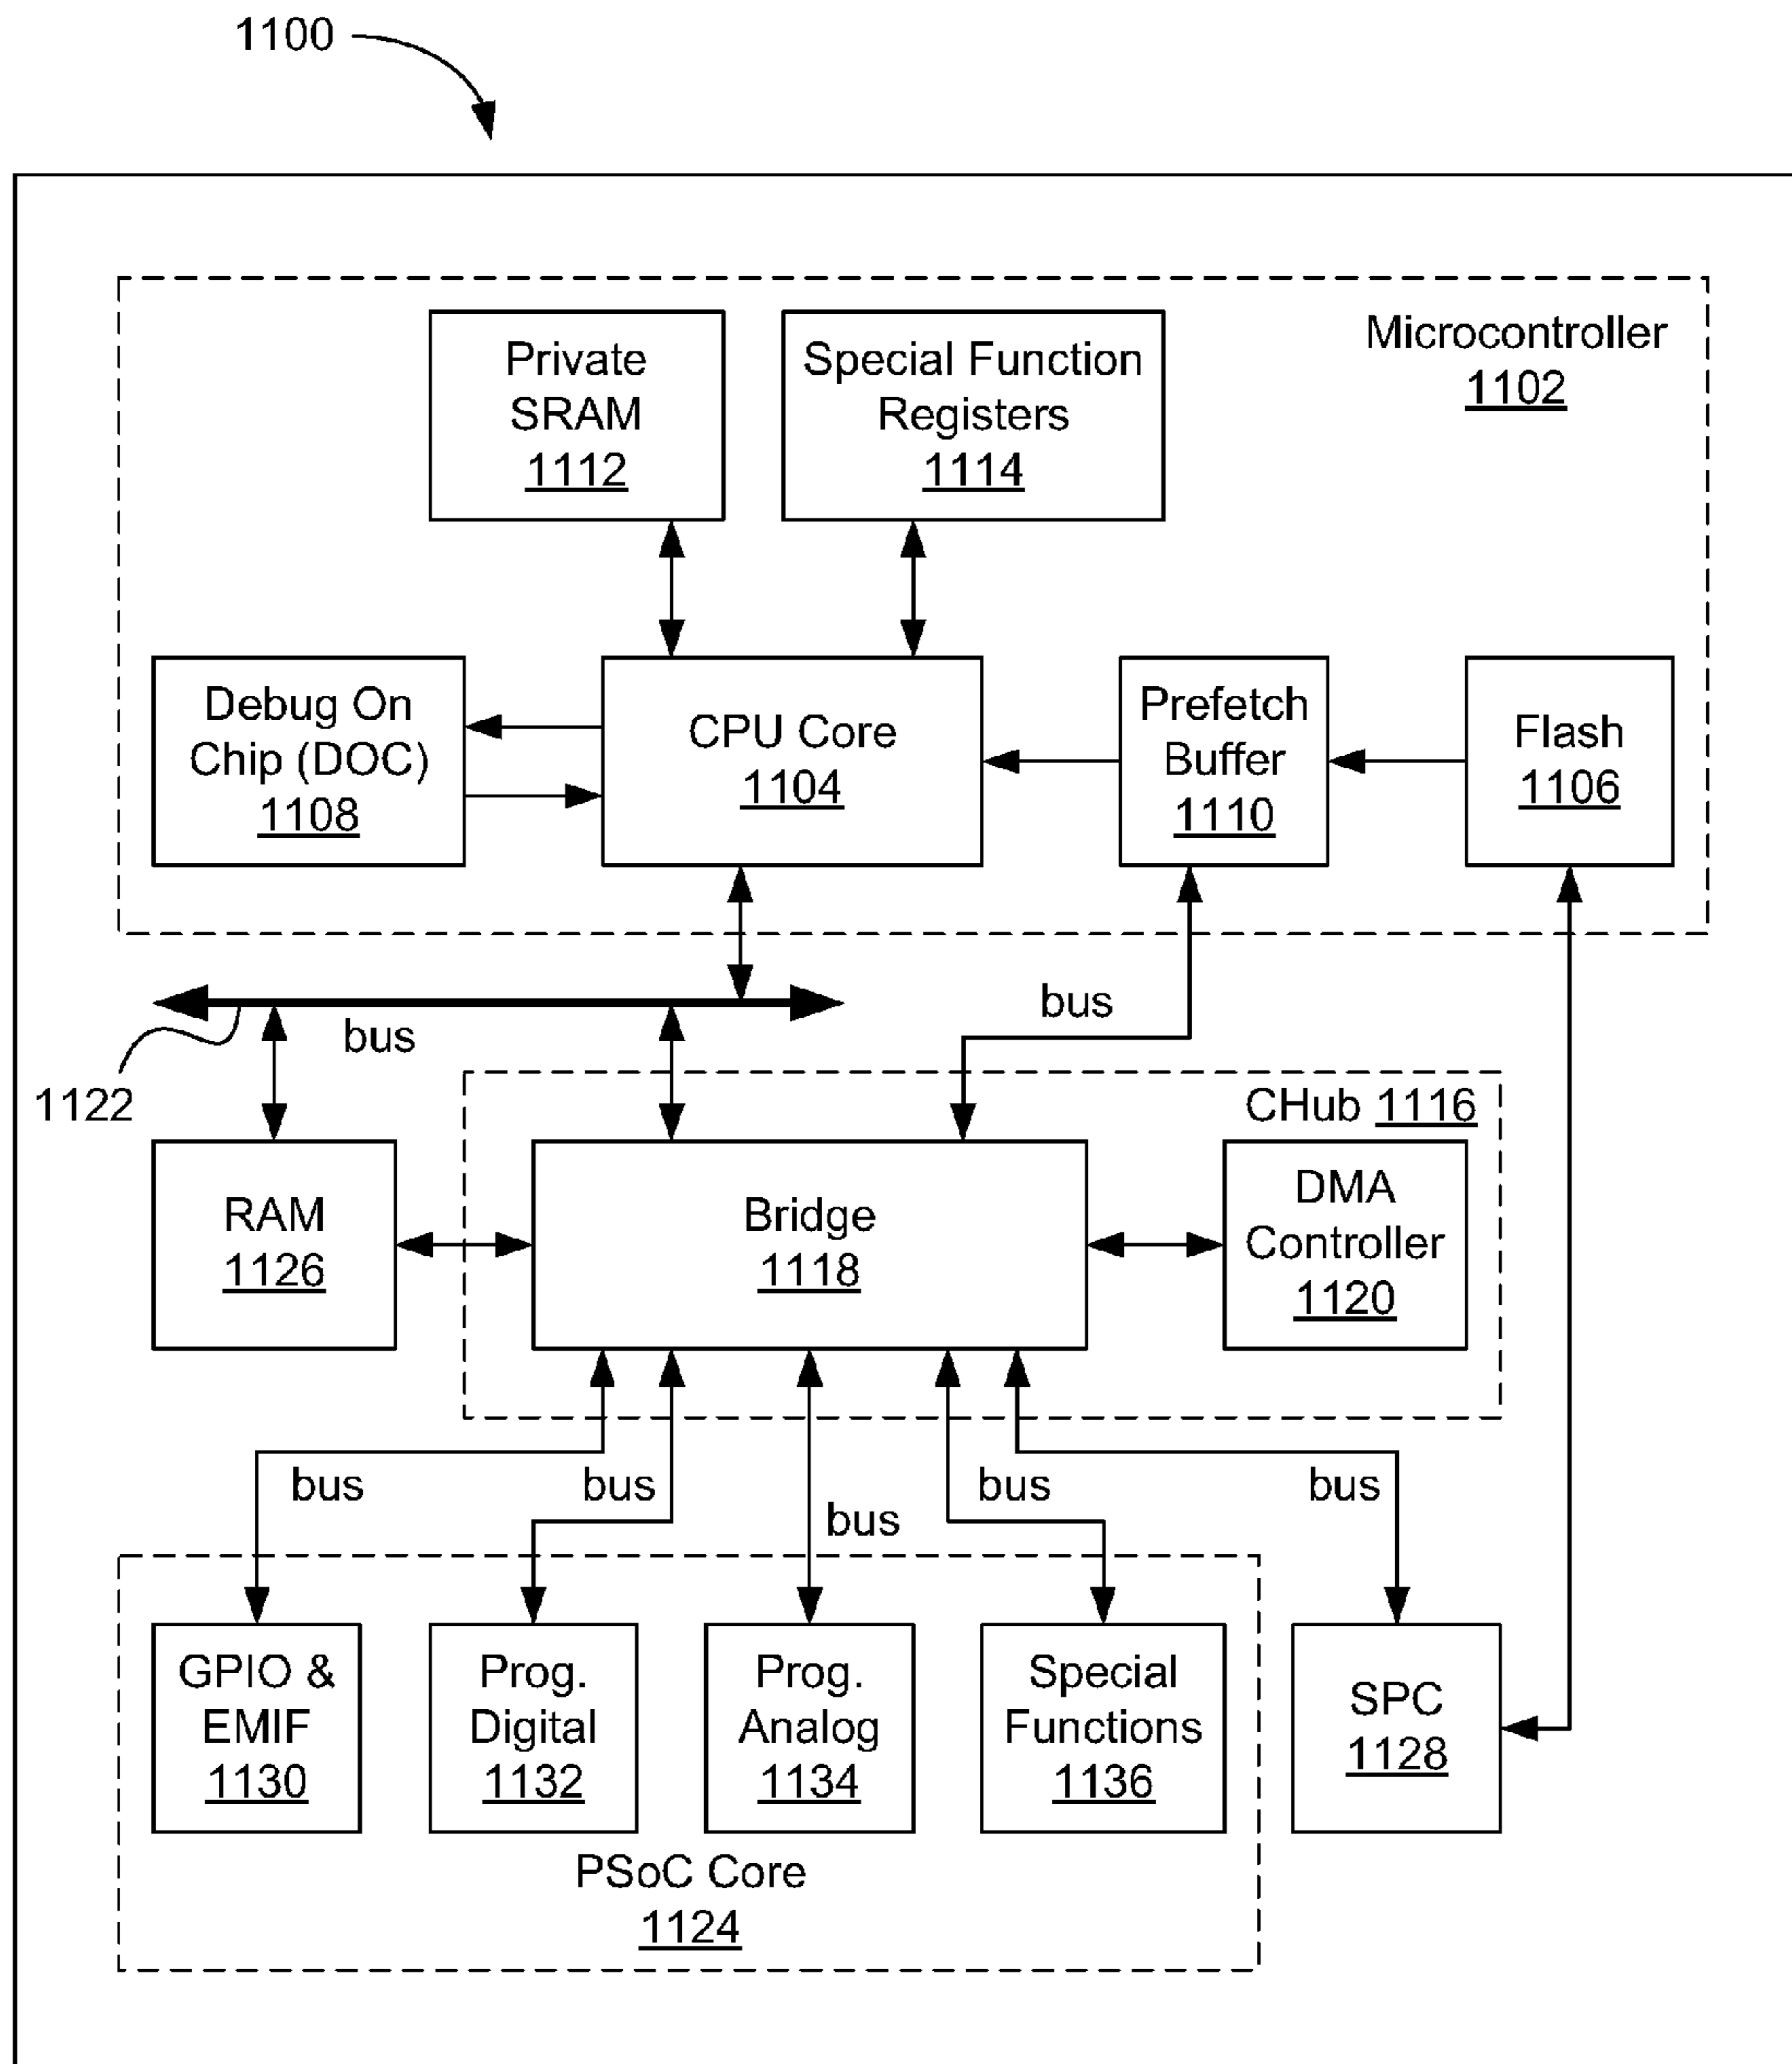 1100
Private
SRAM
1112
Special Function
Registers
1114
Microcontroller
1102
Debug On
Chip (DOC)
1108
CPU Core
1104
Prefetch
Buffer
1110
Flash
1106
bus
bus
1122
CHub 1116
RAM
1126
Bridge
1118
DMA
Controller
1120
bus
bus
bus
bus
bus
GPIO &
EMIF
1130
Prog.
Digital
1132
Prog.
Analog
1134
Special
Functions
1136
SPC
1128
PSoC Core
1124